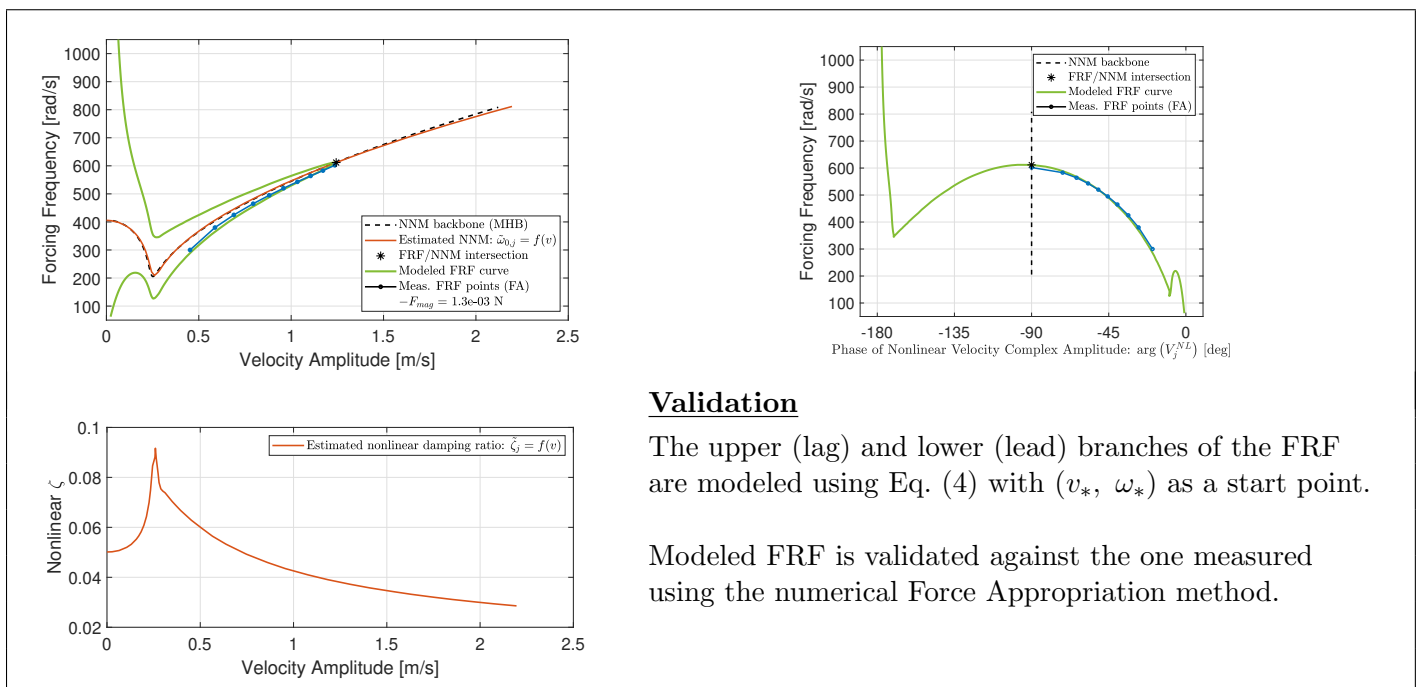 1000
900
800
700
600
500
400
300
200
100
0
0.5
1
1.5
2
2.5
Forcing Frequency [rad/s]
Velocity Amplitude [m/s]
NNM backbone (MHB)
Estimated NNM: ω̃₀,ⱼ = f(v)
FRF/NNM intersection
Modeled FRF curve
Meas. FRF points (FA)
−F_mag = 1.3e-03 N
1000
900
800
700
600
500
400
300
200
100
-180
-135
-90
-45
0
Forcing Frequency [rad/s]
Phase of Nonlinear Velocity Complex Amplitude: arg (V_j^{NL}) [deg]
NNM backbone
FRF/NNM intersection
Modeled FRF curve
Meas. FRF points (FA)
0.1
0.08
0.06
0.04
0.02
0
0.5
1
1.5
2
2.5
Nonlinear ζ
Velocity Amplitude [m/s]
Estimated nonlinear damping ratio: ζ̃ⱼ = f(v)
Validation
The upper (lag) and lower (lead) branches of the FRF
are modeled using Eq. (4) with (v∗, ω∗) as a start point.
Modeled FRF is validated against the one measured
using the numerical Force Appropriation method.